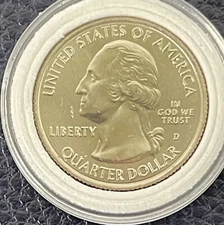 UNITED STATES OF AMERICA
LIBERTY
IN
GOD WE
TRUST
D
QUARTER DOLLAR